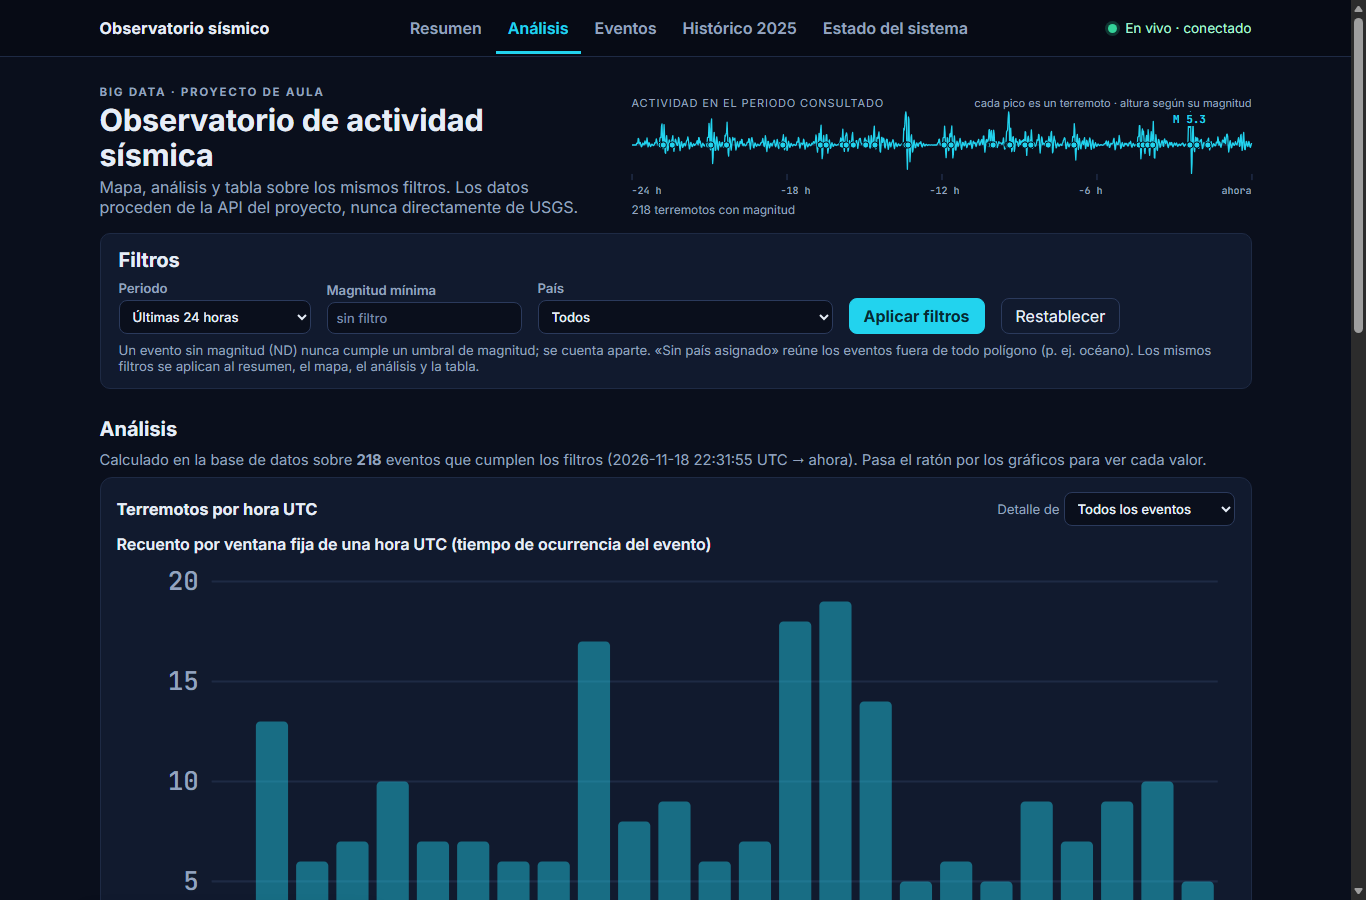 Observatorio sísmico
Resumen
Análisis
Eventos
Histórico 2025
Estado del sistema
En vivo · conectado
BIG DATA · PROYECTO DE AULA
Observatorio de actividad
sísmica
Mapa, análisis y tabla sobre los mismos filtros. Los datos
proceden de la API del proyecto, nunca directamente de USGS.
ACTIVIDAD EN EL PERIODO CONSULTADO
cada pico es un terremoto · altura según su magnitud
M 5.3
-24 h
-18 h
-12 h
-6 h
ahora
218 terremotos con magnitud
Filtros
Periodo
Magnitud mínima
País
Últimas 24 horas
sin filtro
Todos
Aplicar filtros
Restablecer
Un evento sin magnitud (ND) nunca cumple un umbral de magnitud; se cuenta aparte. «Sin país asignado» reúne los eventos fuera de todo polígono (p. ej. océano). Los mismos
filtros se aplican al resumen, el mapa, el análisis y la tabla.
Análisis
Calculado en la base de datos sobre 218 eventos que cumplen los filtros (2026-11-18 22:31:55 UTC → ahora). Pasa el ratón por los gráficos para ver cada valor.
Terremotos por hora UTC
Detalle de
Todos los eventos
Recuento por ventana fija de una hora UTC (tiempo de ocurrencia del evento)
20
15
10
5